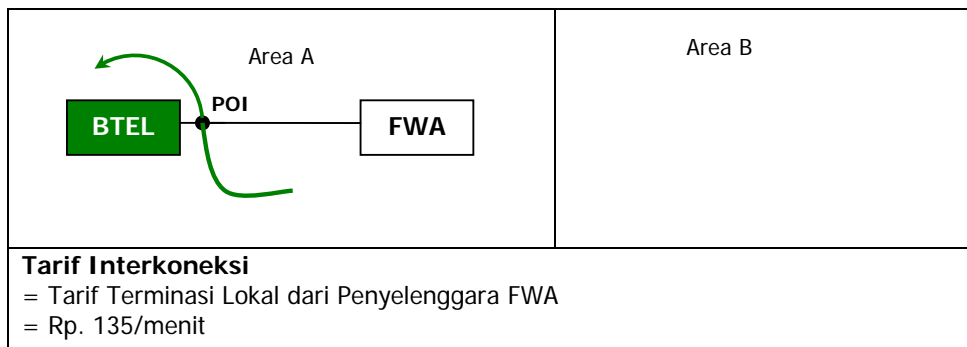 Area A
Area B
POI
BTEL
FWA
Tarif Interkoneksi
= Tarif Terminasi Lokal dari Penyelenggara FWA
= Rp. 135/menit